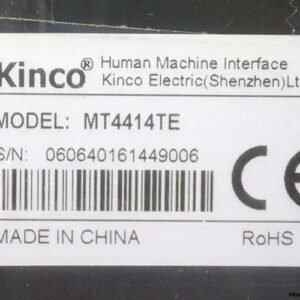 Kinco® Human Machine Interface
Kinco Electric(Shenzhen)Lt
MODEL: MT4414TE
S/N: 060640161449006
CE
MADE IN CHINA RoHS